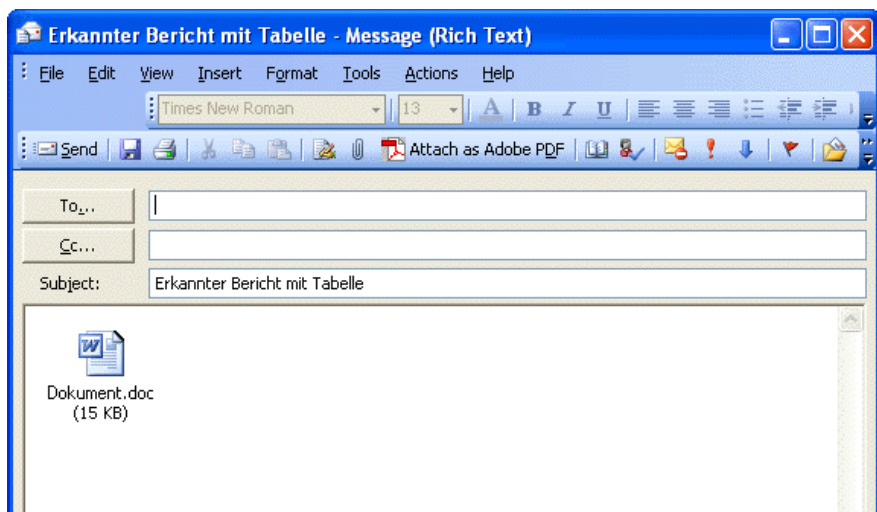 Erkannter Bericht mit Tabelle - Message (Rich Text)
File Edit View Insert Format Tools Actions Help
Times New Roman 13 A B I U
Send Attach as Adobe PDF
To...
Cc...
Subject: Erkannter Bericht mit Tabelle
W
Dokument.doc
(15 KB)